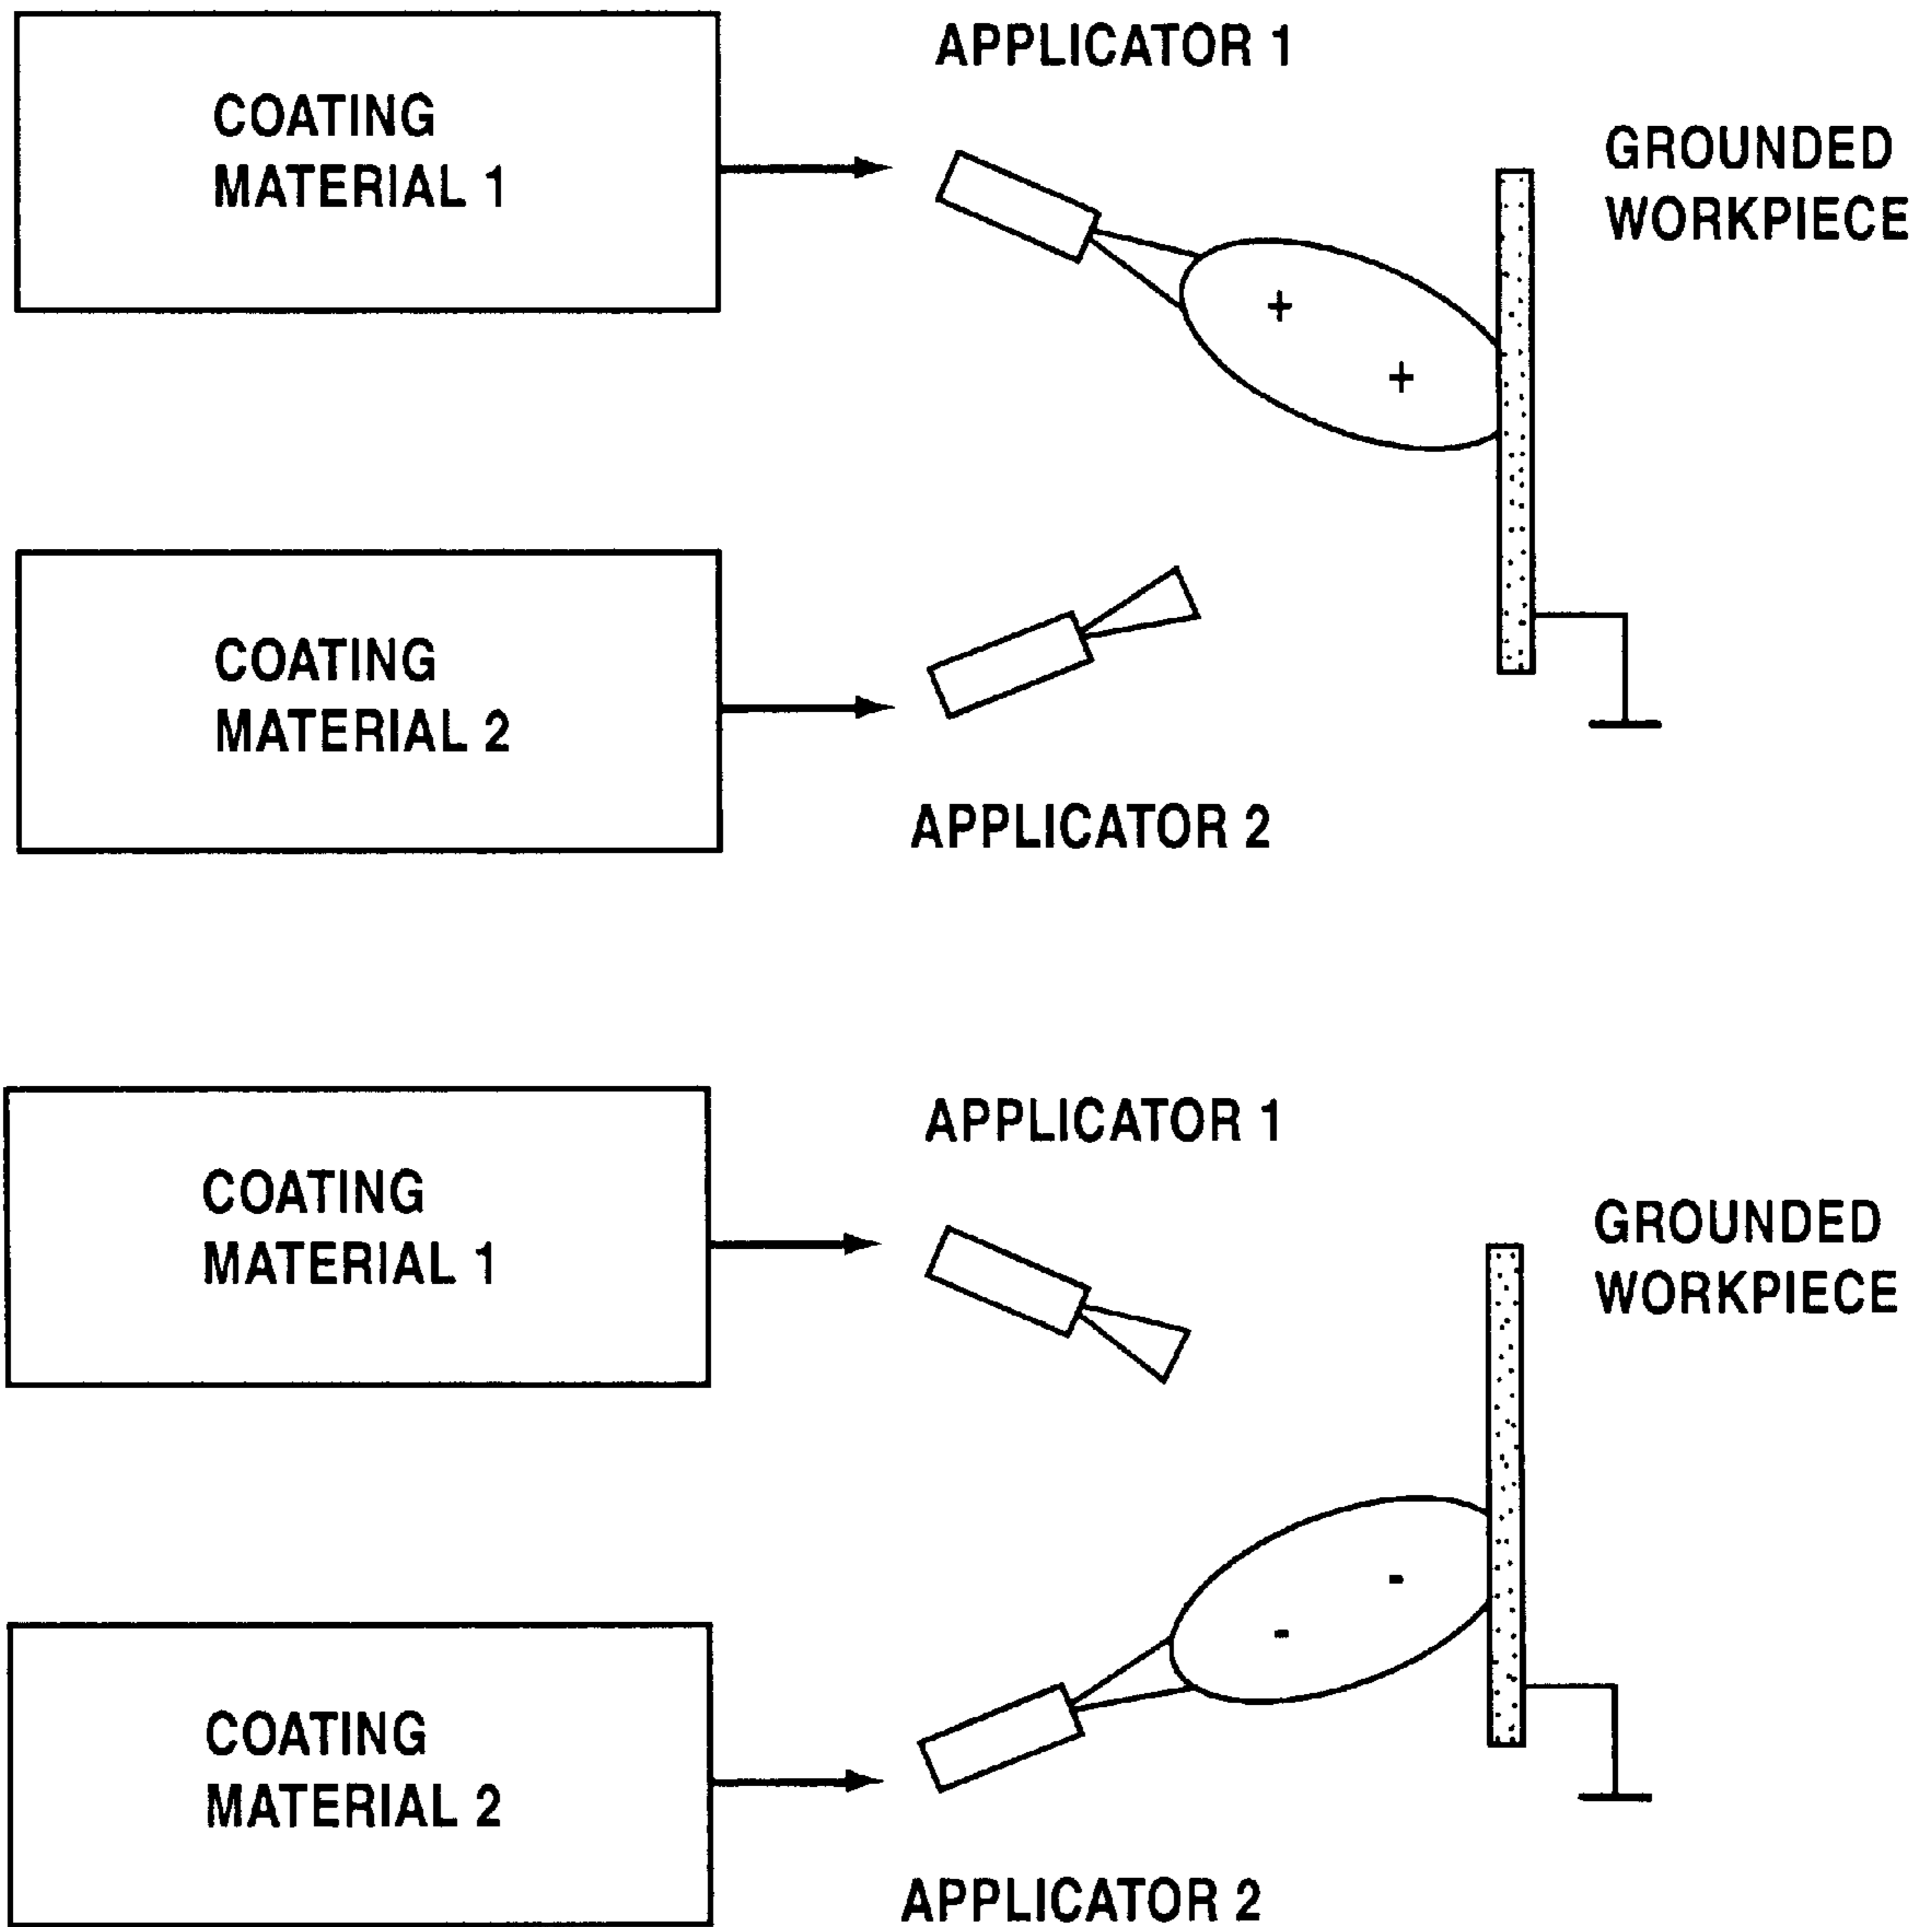 APPLICATOR 1
COATING
MATERIAL 1
GROUNDED
WORKPIECE
+
+
COATING
MATERIAL 2
APPLICATOR 2
APPLICATOR 1
COATING
MATERIAL 1
GROUNDED
WORKPIECE
-
-
COATING
MATERIAL 2
APPLICATOR 2